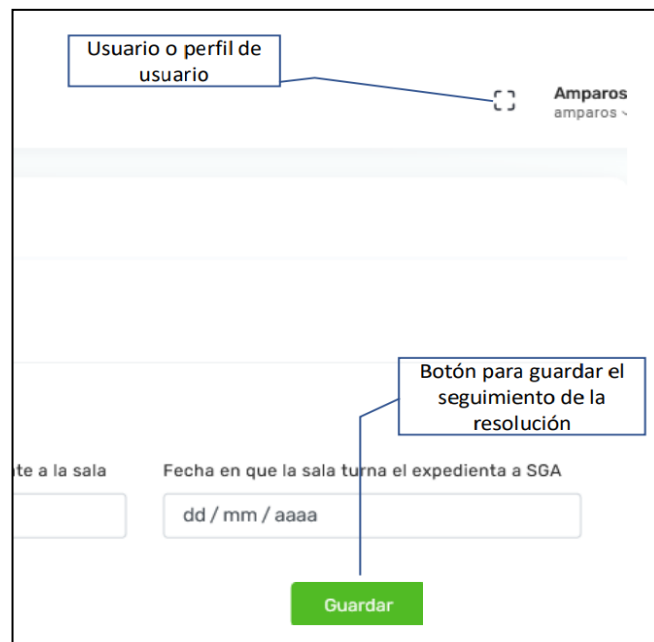 Usuario o perfil de
usuario
Amparos
amparos
Botón para guardar el
seguimiento de la
resolución
te a la sala
Fecha en que la sala turna el expedienta a SGA
dd / mm / aaaa
Guardar